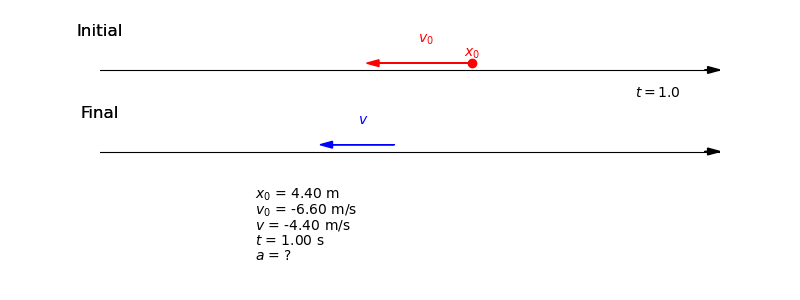 Initial
v₀
x₀
t = 1.0
Final
v
x₀ = 4.40 m
v₀ = -6.60 m/s
v = -4.40 m/s
t = 1.00 s
a = ?